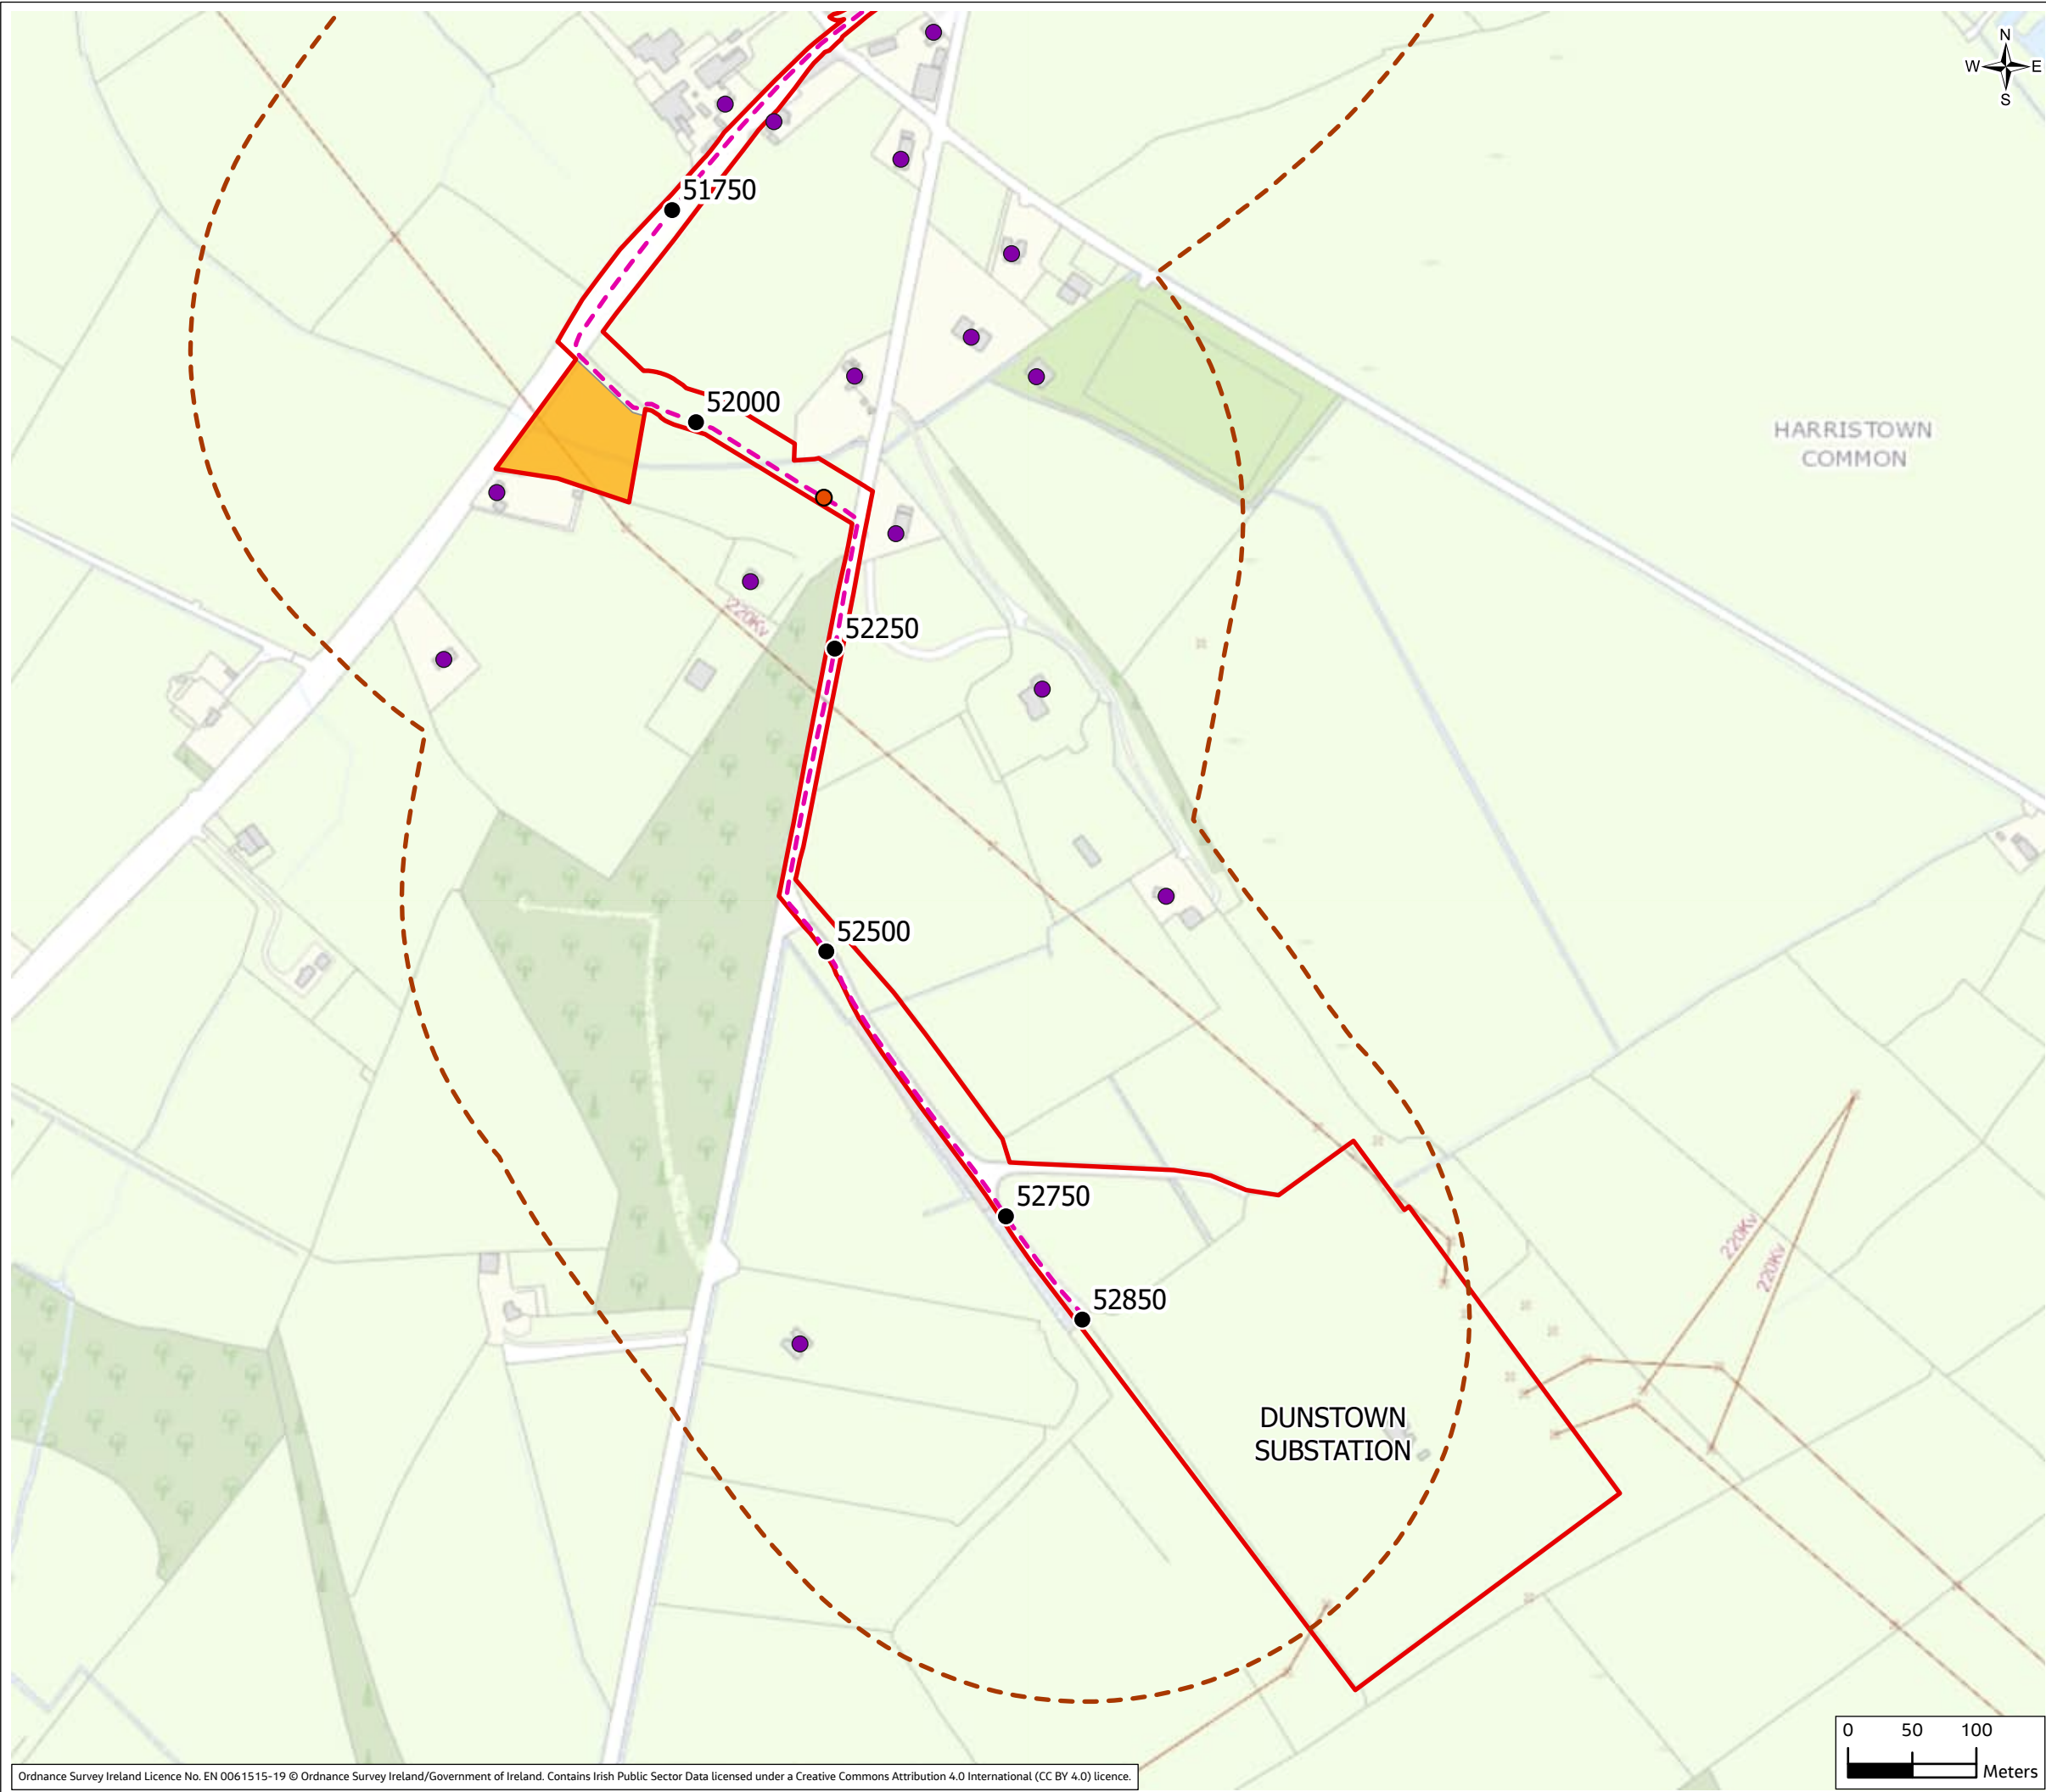 N
W E
S
51750
52000
HARRISTOWN
COMMON
220Kv
52250
52500
52750
220Kv
220Kv
52850
DUNSTOWN
SUBSTATION
0 50 100
Meters
Ordnance Survey Ireland Licence No. EN 0061515-19 © Ordnance Survey Ireland/Government of Ireland. Contains Irish Public Sector Data licensed under a Creative Commons Attribution 4.0 International (CC BY 4.0) licence.